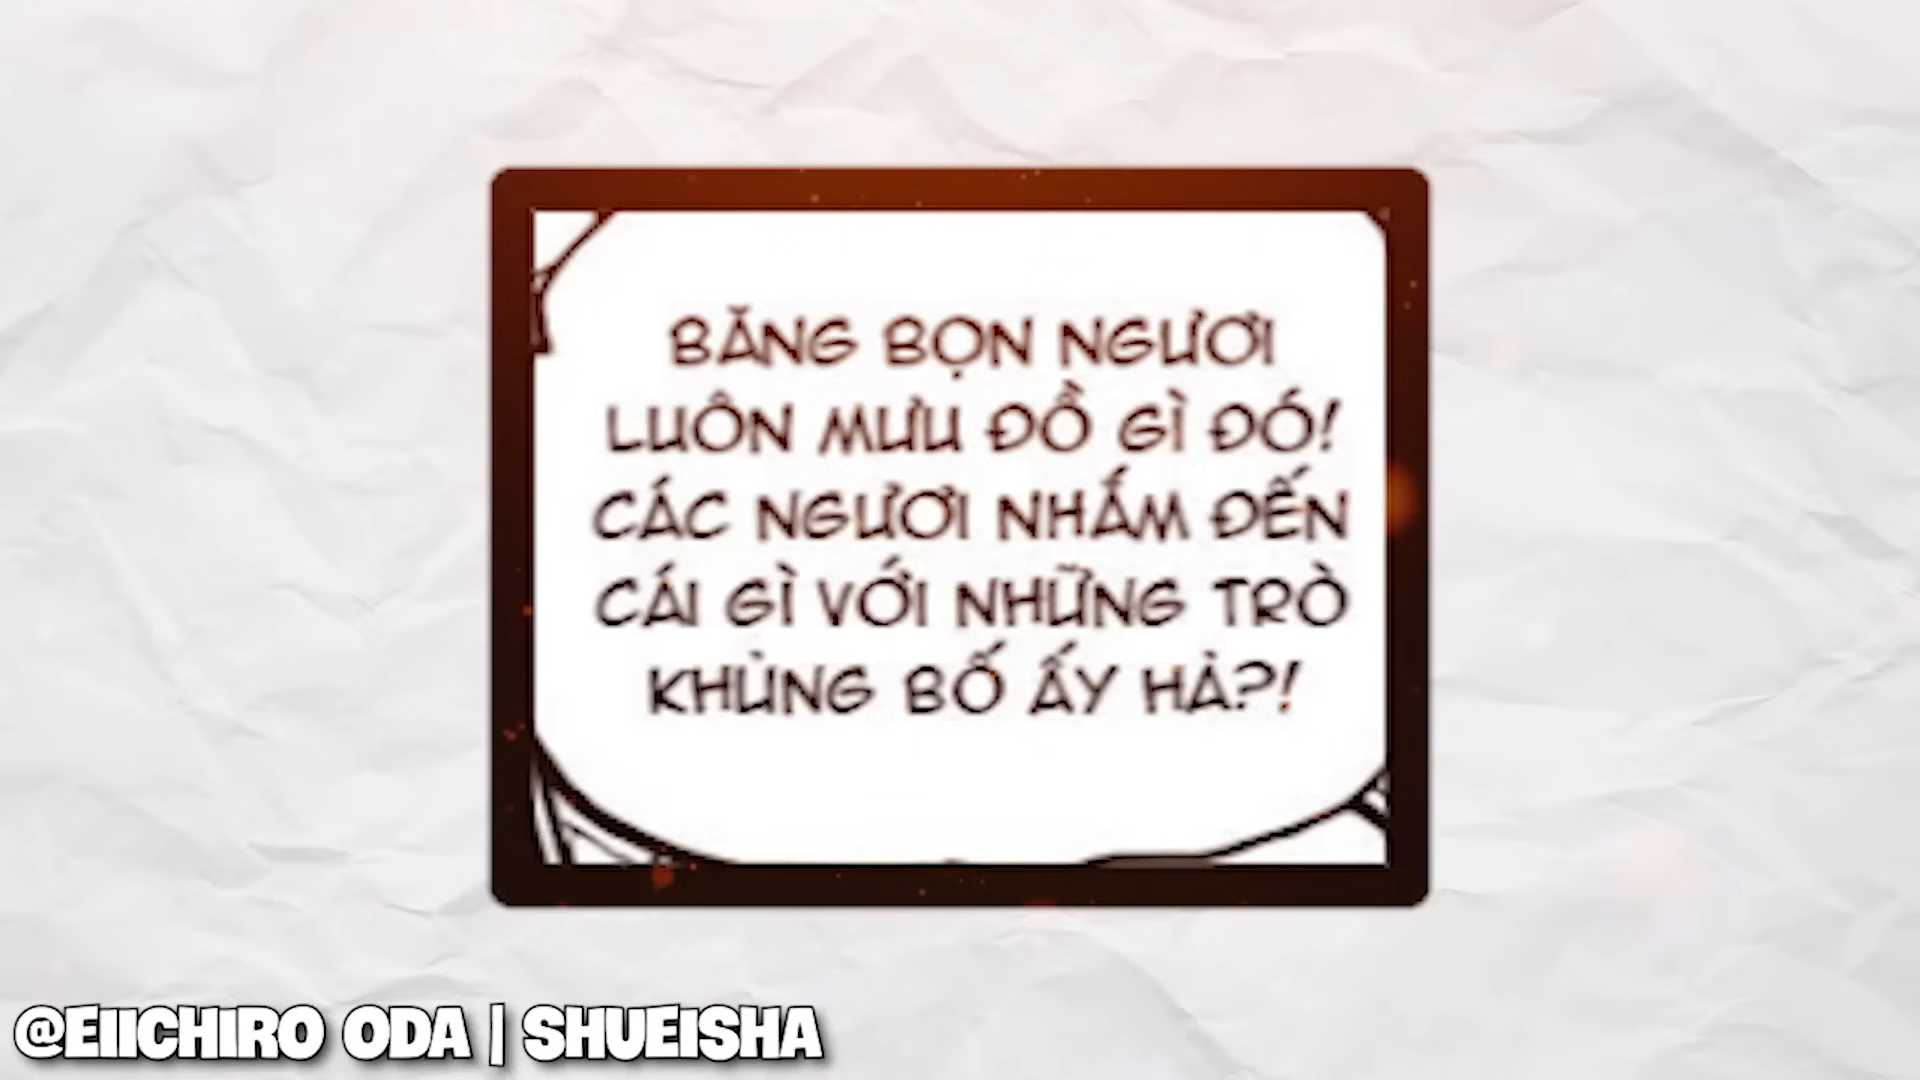 BĂNG BỌN NGƯƠI
LUÔN MƯU ĐỒ GÌ ĐÓ!
CÁC NGƯƠI NHẮM ĐẾN
CÁI GÌ VỚI NHỮNG TRÒ
KHỦNG BỐ ẤY HẢ?!
@EIICHIRO ODA | SHUEISHA